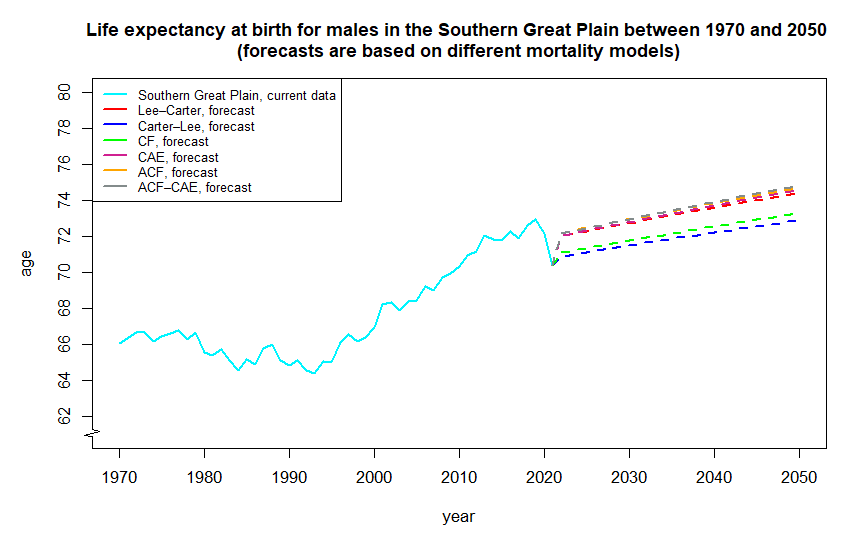 Life expectancy at birth for males in the Southern Great Plain between 1970 and 2050
(forecasts are based on different mortality models)
Southern Great Plain, current data
Lee–Carter, forecast
Carter–Lee, forecast
CF, forecast
CAE, forecast
ACF, forecast
ACF–CAE, forecast
age
80
78
76
74
72
70
68
66
64
62
1970 1980 1990 2000 2010 2020 2030 2040 2050
year